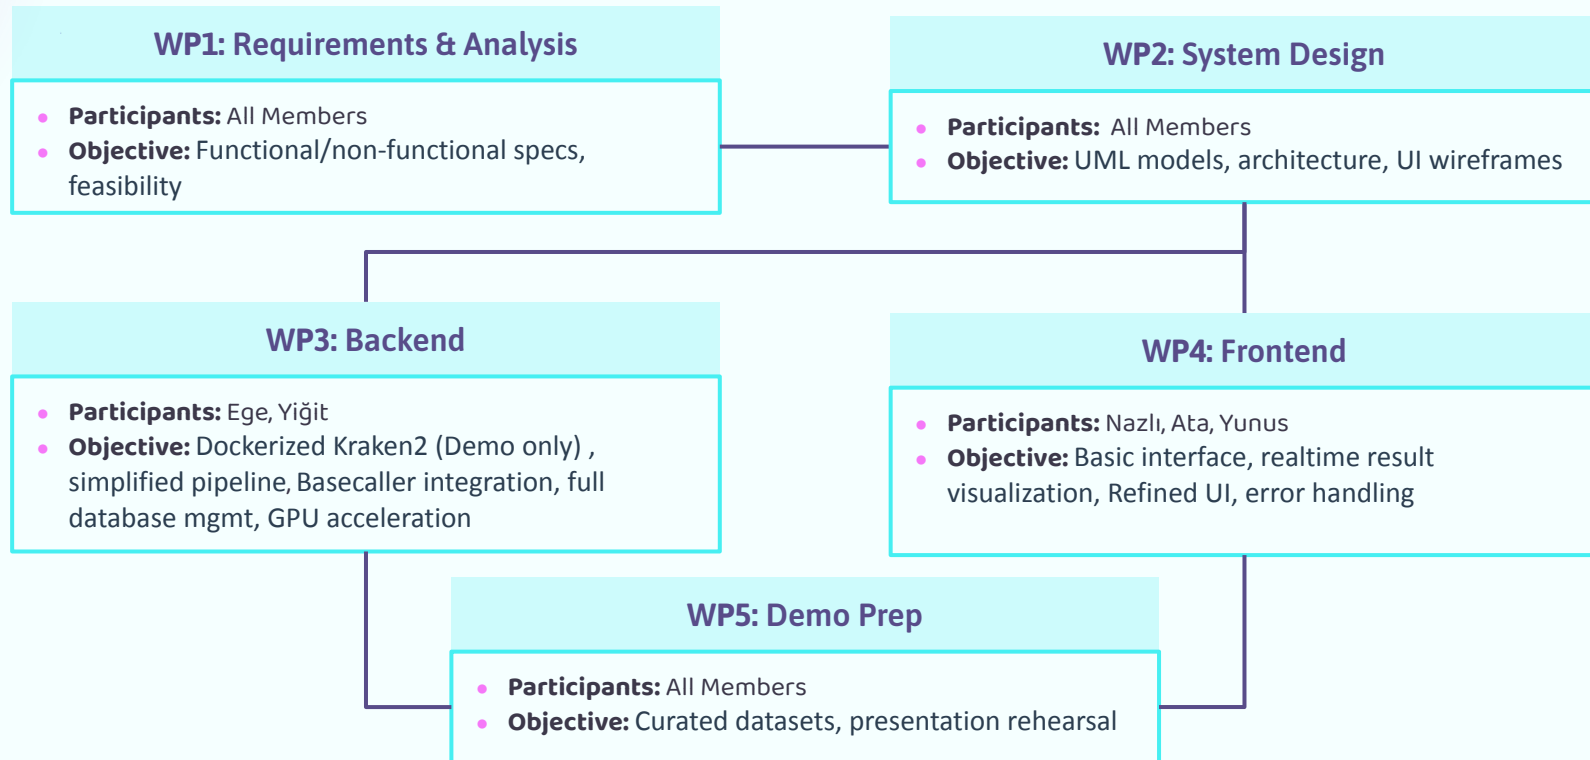 WP1: Requirements & Analysis
• Participants: All Members
• Objective: Functional/non-functional specs,
feasibility
WP2: System Design
• Participants: All Members
• Objective: UML models, architecture, UI wireframes
WP3: Backend
• Participants: Ege, Yiğit
• Objective: Dockerized Kraken2 (Demo only) ,
simplified pipeline, Basecaller integration, full
database mgmt, GPU acceleration
WP4: Frontend
• Participants: Nazlı, Ata, Yunus
• Objective: Basic interface, realtime result
visualization, Refined UI, error handling
WP5: Demo Prep
• Participants: All Members
• Objective: Curated datasets, presentation rehearsal